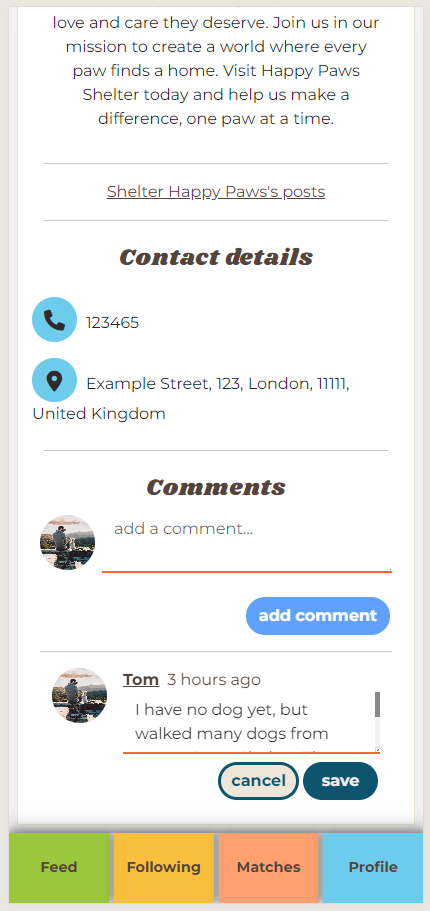 love and care they deserve. Join us in our
mission to create a world where every
paw finds a home. Visit Happy Paws
Shelter today and help us make a
difference, one paw at a time.
Shelter Happy Paws's posts
Contact details
123465
Example Street, 123, London, 11111,
United Kingdom
Comments
add a comment...
add comment
Tom 3 hours ago
I have no dog yet, but
walked many dogs from
cancel save
Feed Following Matches Profile